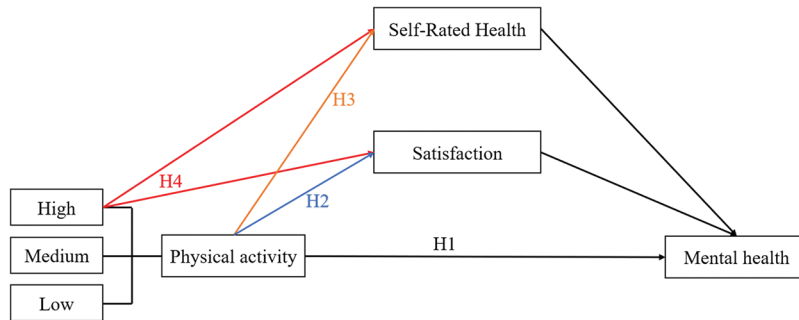 Self-Rated Health
H3
Satisfaction
H4
H2
High
H1
Medium
Physical activity
Mental health
Low